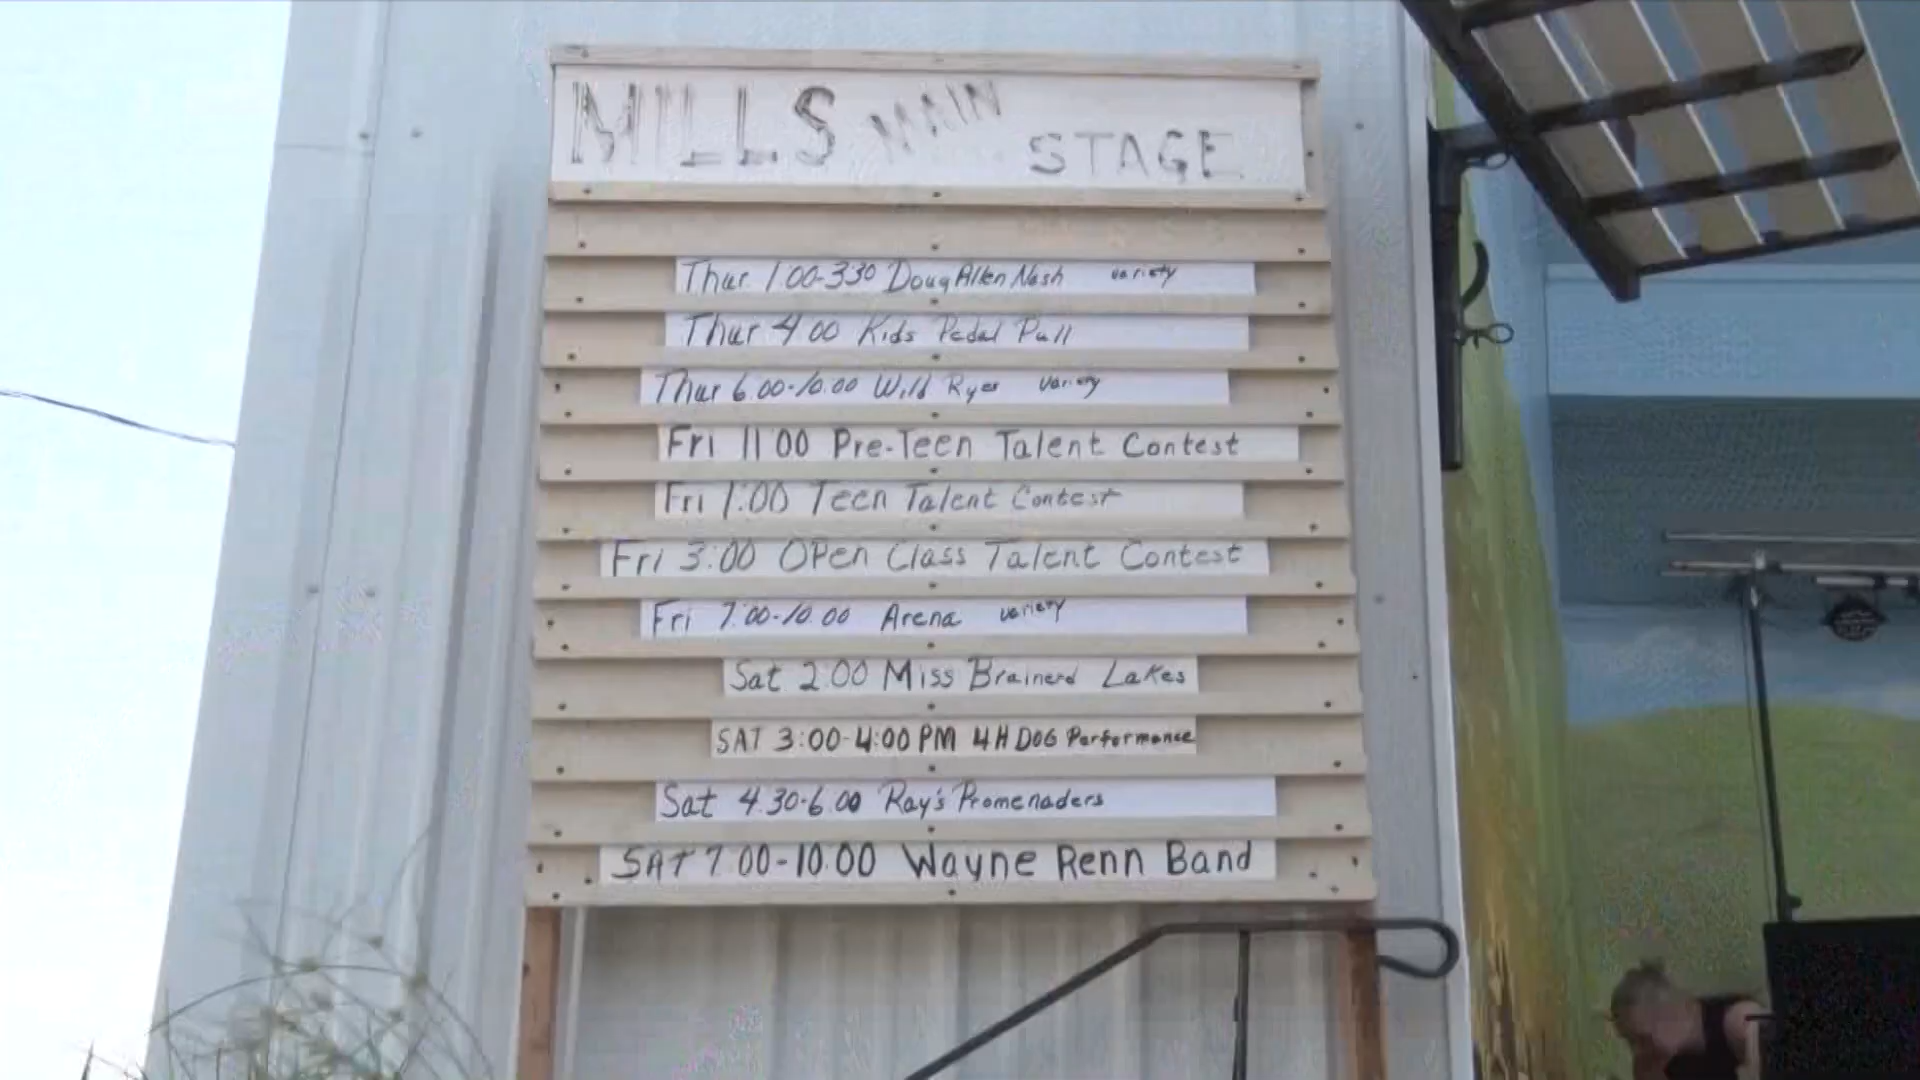 MILLS MAIN STAGE
Thur 1:00-3:30 Doug Allen Nash variety
Thur 4 00 Kids Pedal Pull
Thur 6:00-10:00 Wild Ryes variety
Fri 11 00 Pre-Teen Talent Contest
Fri 1:00 Teen Talent Contest
Fri 3:00 OPen Class Talent Contest
Fri 7:00-10:00 Arena variety
Sat 2:00 Miss Brainerd Lakes
SAT 3:00-4:00 PM 4H DOG Performance
Sat 4:30-6:00 Ray's Promenaders
SAT 7 00-10:00 Wayne Renn Band